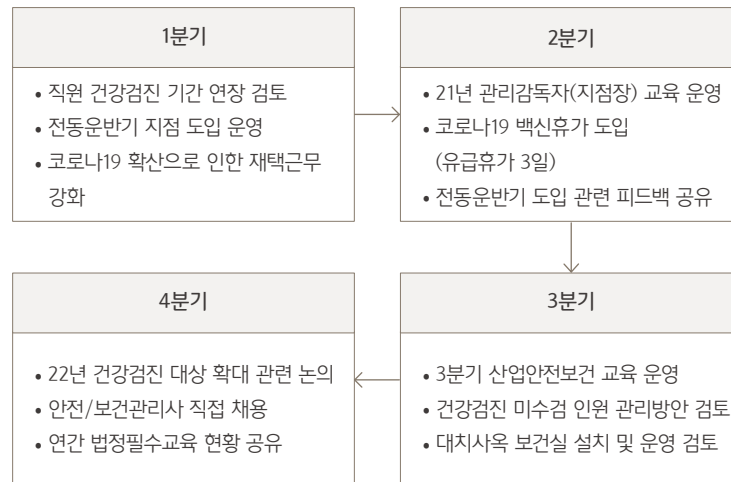 1분기
• 직원 건강검진 기간 연장 검토
• 전동운반기 지점 도입 운영
• 코로나19 확산으로 인한 재택근무
강화
2분기
• 21년 관리감독자(지점장) 교육 운영
• 코로나19 백신휴가 도입
(유급휴가 3일)
• 전동운반기 도입 관련 피드백 공유
3분기
• 3분기 산업안전보건 교육 운영
• 건강검진 미수검 인원 관리방안 검토
• 대치사옥 보건실 설치 및 운영 검토
4분기
• 22년 건강검진 대상 확대 관련 논의
• 안전/보건관리사 직접 채용
• 연간 법정필수교육 현황 공유